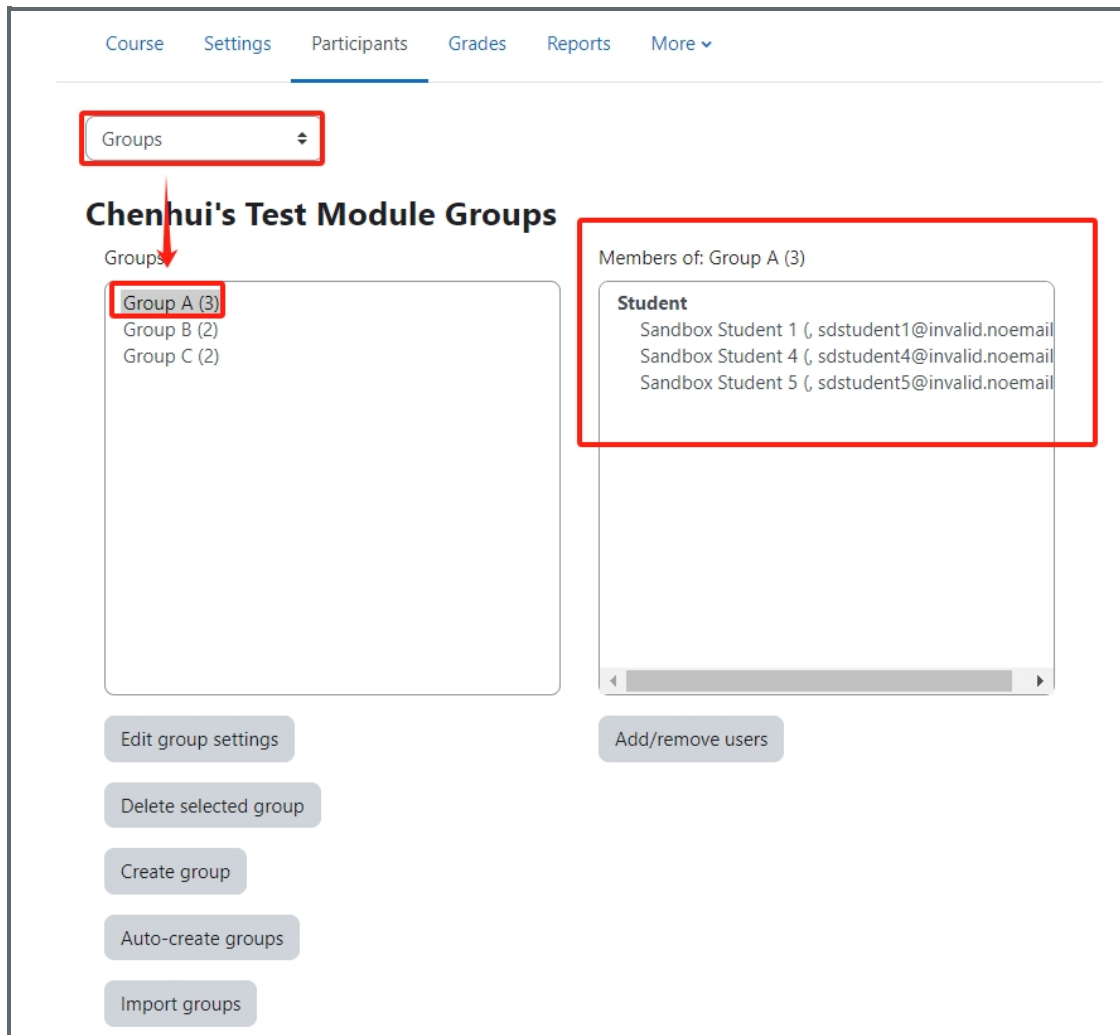 Course Settings Participants Grades Reports More
Groups
Chenhui's Test Module Groups
Groups
Group A (3)
Group B (2)
Group C (2)
Members of: Group A (3)
Student
Sandbox Student 1 (, sdstudent1@invalid.noemail
Sandbox Student 4 (, sdstudent4@invalid.noemail
Sandbox Student 5 (, sdstudent5@invalid.noemail
Edit group settings
Add/remove users
Delete selected group
Create group
Auto-create groups
Import groups